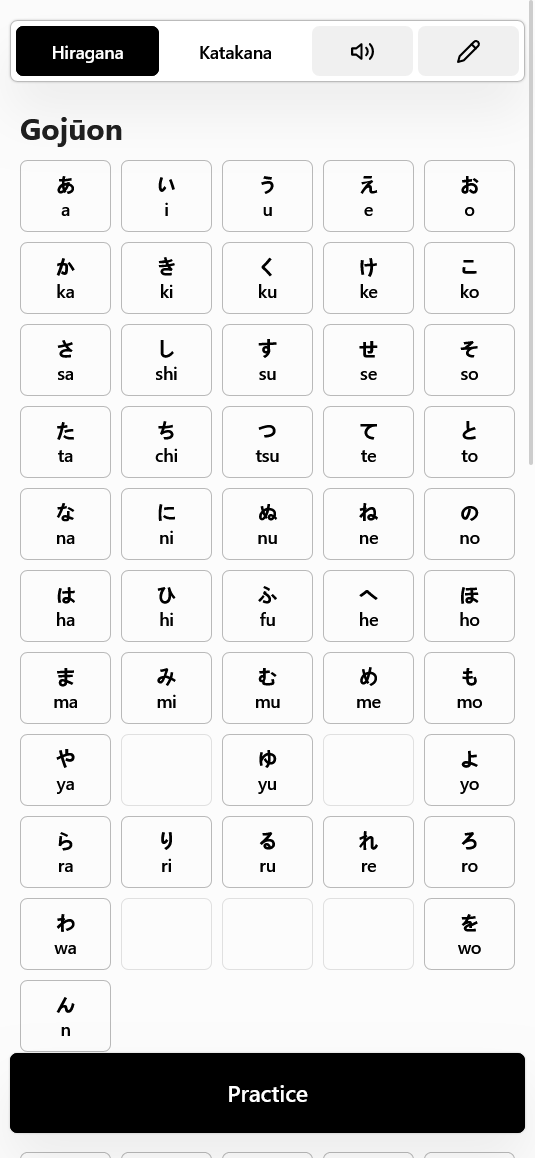 Hiragana Katakana
Gojūon
あ い う え お
a i u e o
か き く け こ
ka ki ku ke ko
さ し す せ そ
sa shi su se so
た ち つ て と
ta chi tsu te to
な に ぬ ね の
na ni nu ne no
は ひ ふ へ ほ
ha hi fu he ho
ま み む め も
ma mi mu me mo
や ゆ よ
ya yu yo
ら り る れ ろ
ra ri ru re ro
わ を
wa wo
ん
n
Practice